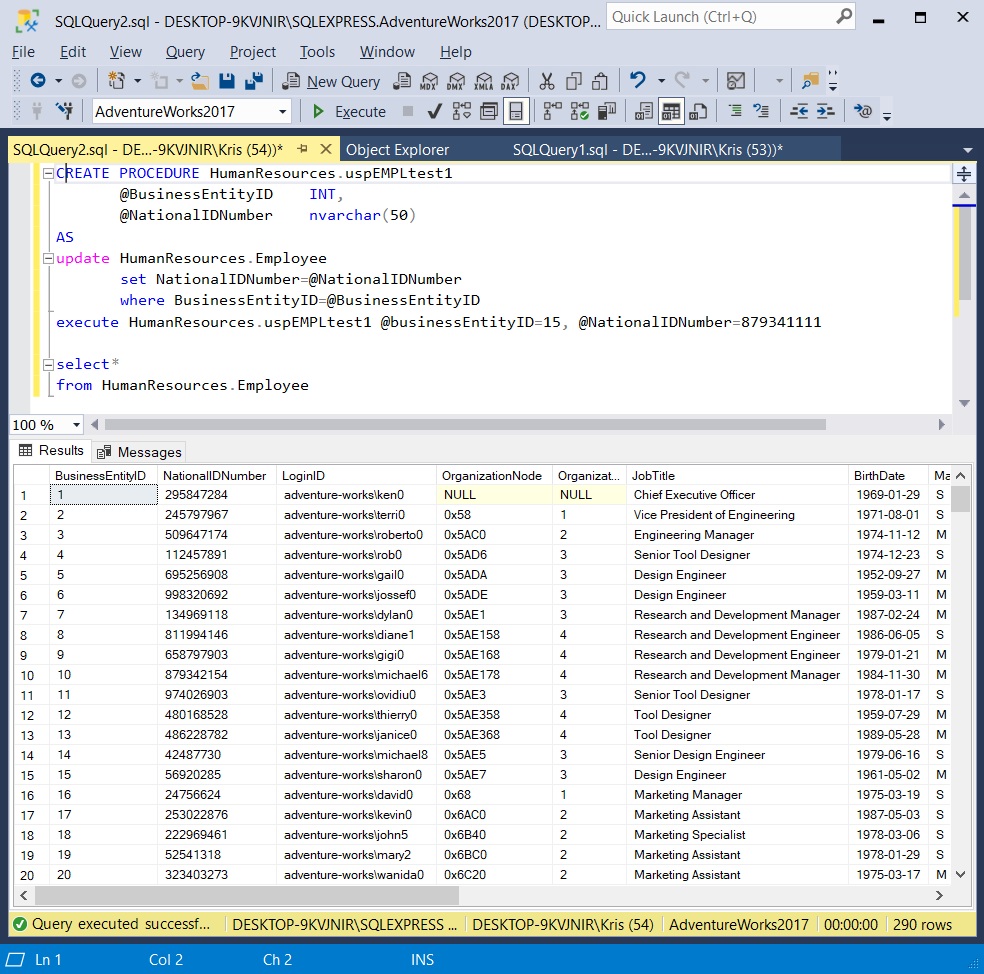 SQLQuery2.sql - DESKTOP-9KVJNIR\SQLEXPRESS.AdventureWorks2017 (DESKTOP...
Quick Launch (Ctrl+Q)
File Edit View Query Project Tools Window Help
New Query MDX DMX XMLA DAX
AdventureWorks2017 Execute
SQLQuery2.sql - DE...-9KVJNIR\Kris (54))* Object Explorer SQLQuery1.sql - DE...-9KVJNIR\Kris (53))*
CREATE PROCEDURE HumanResources.uspEMPLtest1
@BusinessEntityID INT,
@NationalIDNumber nvarchar(50)
AS
update HumanResources.Employee
set NationalIDNumber=@NationalIDNumber
where BusinessEntityID=@BusinessEntityID
execute HumanResources.uspEMPLtest1 @businessEntityID=15, @NationalIDNumber=879341111
select*
from HumanResources.Employee
100 %
Results Messages
BusinessEntityID NationalIDNumber LoginID OrganizationNode Organizat... JobTitle BirthDate Ma
1 1 295847284 adventure-works\ken0 NULL NULL Chief Executive Officer 1969-01-29 S
2 2 245797967 adventure-works\terri0 0x58 1 Vice President of Engineering 1971-08-01 S
3 3 509647174 adventure-works\roberto0 0x5AC0 2 Engineering Manager 1974-11-12 M
4 4 112457891 adventure-works\rob0 0x5AD6 3 Senior Tool Designer 1974-12-23 S
5 5 695256908 adventure-works\gail0 0x5ADA 3 Design Engineer 1952-09-27 M
6 6 998320692 adventure-works\jossef0 0x5ADE 3 Design Engineer 1959-03-11 M
7 7 134969118 adventure-works\dylan0 0x5AE1 3 Research and Development Manager 1987-02-24 M
8 8 811994146 adventure-works\diane1 0x5AE158 4 Research and Development Engineer 1986-06-05 S
9 9 658797903 adventure-works\gigi0 0x5AE168 4 Research and Development Engineer 1979-01-21 M
10 10 879342154 adventure-works\michael6 0x5AE178 4 Research and Development Manager 1984-11-30 M
11 11 974026903 adventure-works\ovidiu0 0x5AE3 3 Senior Tool Designer 1978-01-17 S
12 12 480168528 adventure-works\thierry0 0x5AE358 4 Tool Designer 1959-07-29 M
13 13 486228782 adventure-works\janice0 0x5AE368 4 Tool Designer 1989-05-28 M
14 14 42487730 adventure-works\michael8 0x5AE5 3 Senior Design Engineer 1979-06-16 S
15 15 56920285 adventure-works\sharon0 0x5AE7 3 Design Engineer 1961-05-02 M
16 16 24756624 adventure-works\david0 0x68 1 Marketing Manager 1975-03-19 S
17 17 253022876 adventure-works\kevin0 0x6AC0 2 Marketing Assistant 1987-05-03 S
18 18 222969461 adventure-works\john5 0x6B40 2 Marketing Specialist 1978-03-06 S
19 19 52541318 adventure-works\mary2 0x6BC0 2 Marketing Assistant 1978-01-29 S
20 20 323403273 adventure-works\wanida0 0x6C20 2 Marketing Assistant 1975-03-17 M
Query executed successf... DESKTOP-9KVJNIR\SQLEXPRESS ... DESKTOP-9KVJNIR\Kris (54) AdventureWorks2017 00:00:00 290 rows
Ln 1 Col 2 Ch 2 INS